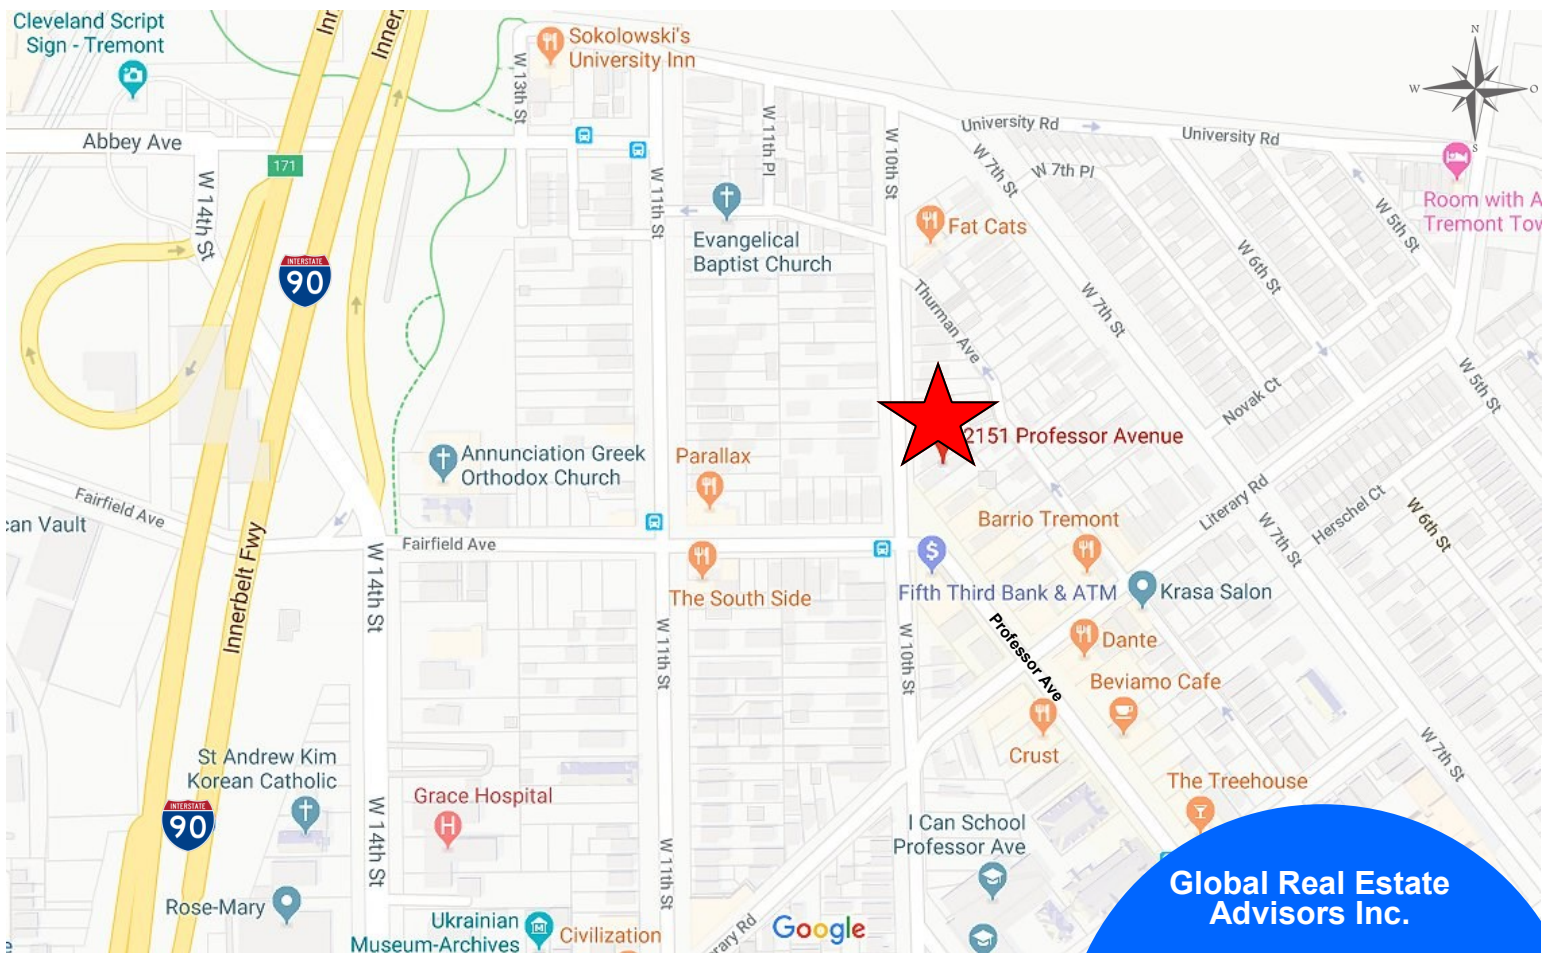 Cleveland Script
Sign - Tremont
Inner
Sokolowski's
University Inn
W 13th St
N
W
O
S
Abbey Ave
171
W 14th St
W 11th St
W 11th Pl
W 10th St
University Rd
University Rd
W 7th St
W 7th Pl
Room with A
Tremont Tow
W 5th St
Evangelical
Baptist Church
Fat Cats
W 6th St
INTERSTATE
90
Thurman Ave
W 7th St
Novak Ct
W 5th St
2151 Professor Avenue
Annunciation Greek
Orthodox Church
Parallax
Fairfield Ave
can Vault
Literary Rd
Herschel Ct
W 6th St
W 7th St
Barrio Tremont
Innerbelt Fwy
Fairfield Ave
W 14th St
The South Side
$
Fifth Third Bank & ATM
Krasa Salon
Professor Ave
Dante
W 11th St
W 10th St
Beviamo Cafe
Crust
W 7th St
St Andrew Kim
Korean Catholic
INTERSTATE
90
Grace Hospital
H
W 14th St
The Treehouse
I Can School
Professor Ave
W 11th St
Rose-Mary
Ukrainian
Museum-Archives
Civilization
rary Rd
Google
Global Real Estate
Advisors Inc.